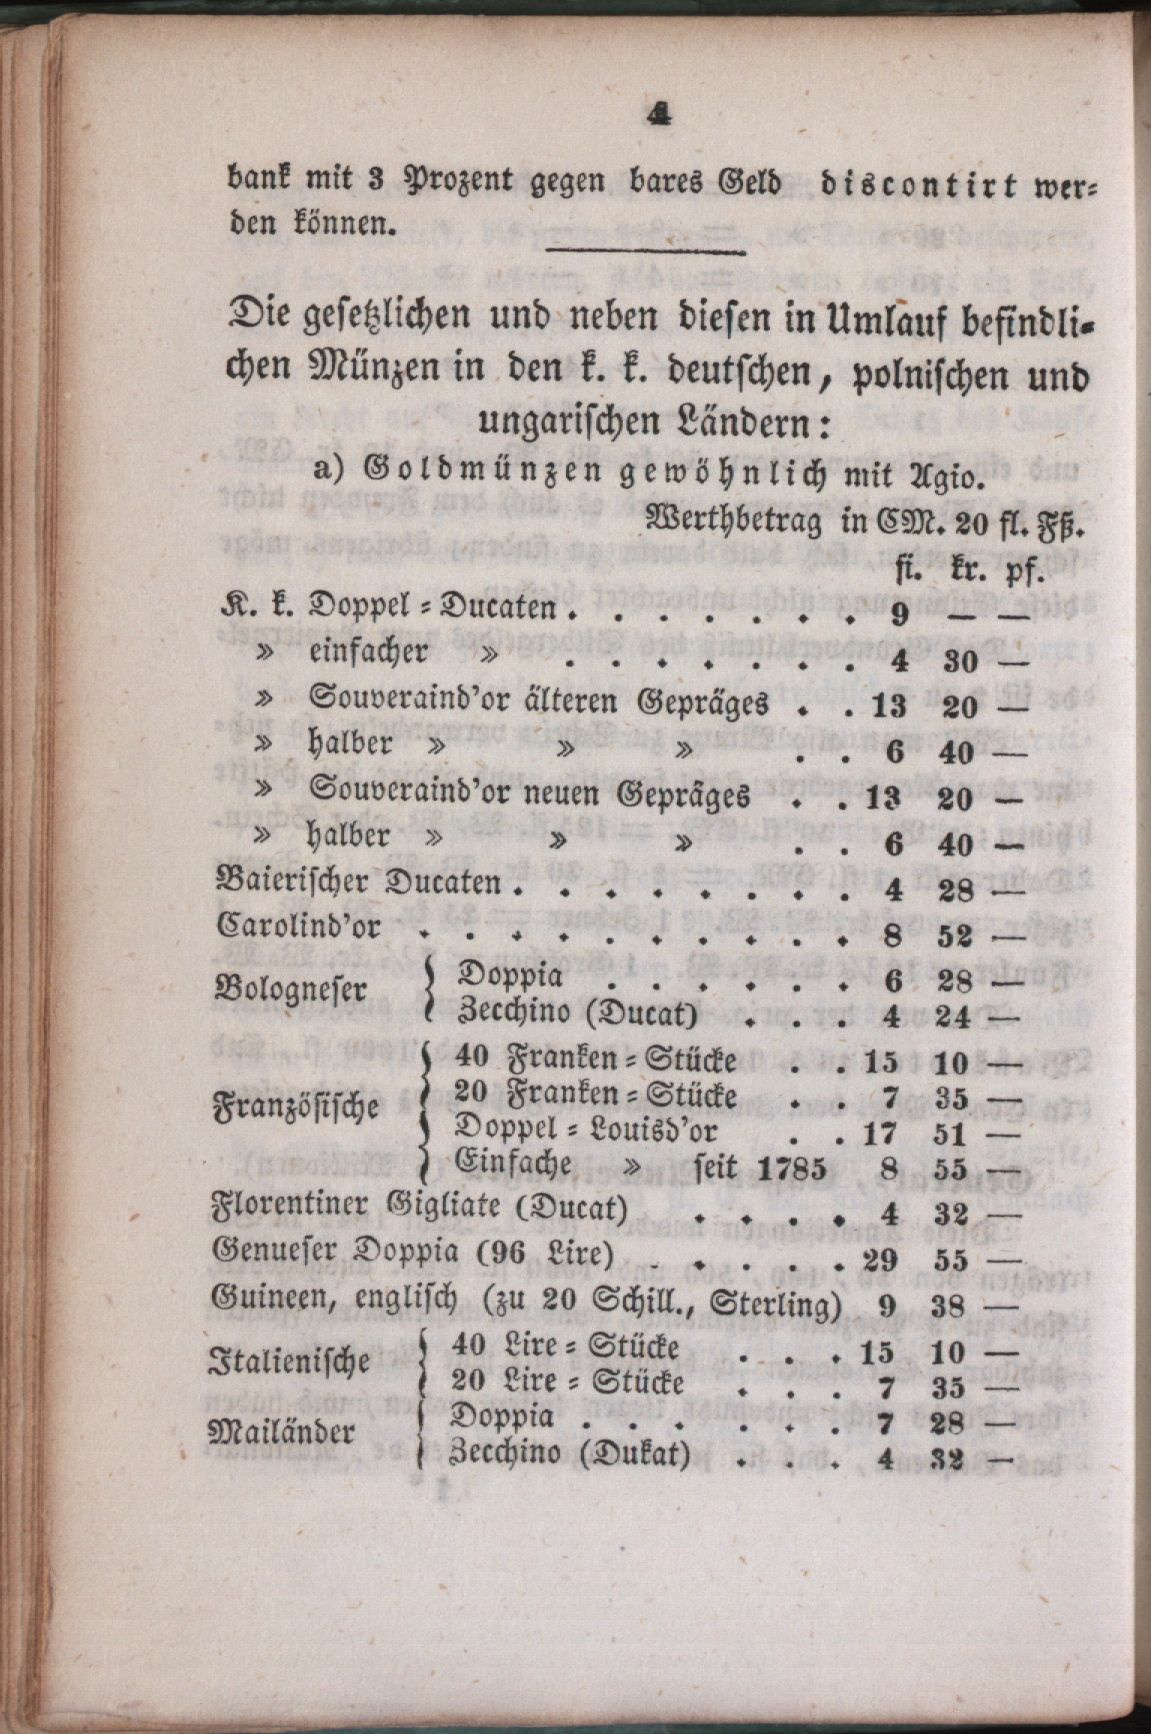 4
bank mit 3 Prozent gegen bares Geld discontirt wer-
den können.
Die gesetzlichen und neben diesen in Umlauf befindli-
chen Münzen in den k. k. deutschen, polnischen und
ungarischen Ländern:
a) Goldmünzen gewöhnlich mit Agio.
Werthbetrag in CM. 20 fl. Fß.
fl. kr. pf.
K. k. Doppel-Ducaten . . . . . . . 9 — —
» einfacher » . . . . . . . 4 30 —
» Souveraind'or älteren Gepräges . . 13 20 —
» halber » » » . . 6 40 —
» Souveraind'or neuen Gepräges . . 13 20 —
» halber » » » . . 6 40 —
Baierischer Ducaten . . . . . . . . 4 28 —
Carolind'or . . . . . . . . . . 8 52 —
Bologneser { Doppia . . . . . . 6 28 —
Zecchino (Ducat) . . . 4 24 —
Französische { 40 Franken-Stücke . . 15 10 —
20 Franken-Stücke . . 7 35 —
Doppel-Louisd'or . . 17 51 —
Einfache » seit 1785 8 55 —
Florentiner Gigliate (Ducat) . . . . 4 32 —
Genueser Doppia (96 Lire) . . . . . 29 55 —
Guineen, englisch (zu 20 Schill., Sterling) 9 38 —
Italienische { 40 Lire-Stücke . . . 15 10 —
20 Lire-Stücke . . . 7 35 —
Mailänder { Doppia . . . . . . 7 28 —
Zecchino (Dukat) . . . 4 32 —